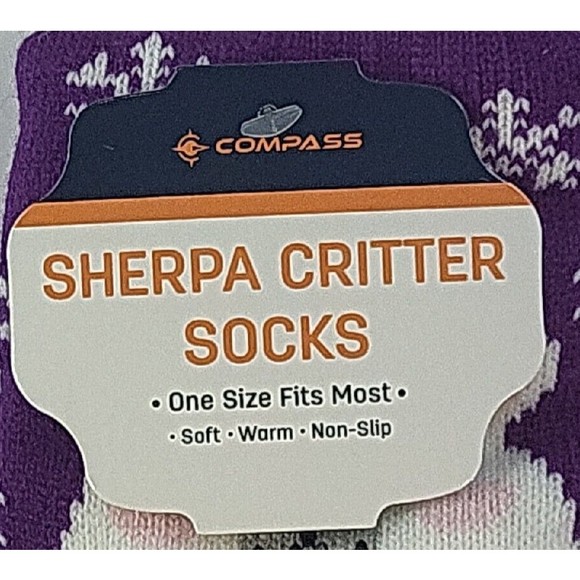 COMPASS
SHERPA CRITTER
SOCKS
• One Size Fits Most •
• Soft • Warm • Non-Slip